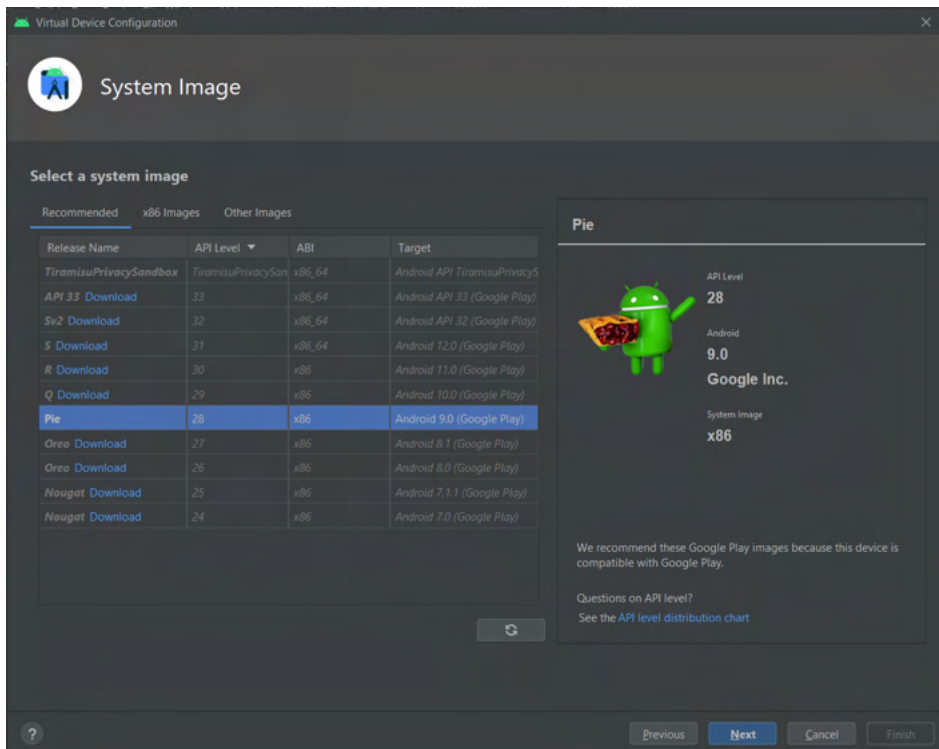 Virtual Device Configuration
System Image
Select a system image
Recommended x86 Images Other Images
Release Name API Level ABI Target
TiramisuPrivacySandbox TiramisuPrivacySan x86_64 Android API TiramisuPrivacyS
API 33 Download 33 x86_64 Android API 33 (Google Play)
Sv2 Download 32 x86_64 Android API 32 (Google Play)
S Download 31 x86_64 Android 12.0 (Google Play)
R Download 30 x86 Android 11.0 (Google Play)
Q Download 29 x86 Android 10.0 (Google Play)
Pie 28 x86 Android 9.0 (Google Play)
Oreo Download 27 x86 Android 8.1 (Google Play)
Oreo Download 26 x86 Android 8.0 (Google Play)
Nougat Download 25 x86 Android 7.1.1 (Google Play)
Nougat Download 24 x86 Android 7.0 (Google Play)
Pie
API Level
28
Android
9.0
Google Inc.
System Image
x86
We recommend these Google Play images because this device is
compatible with Google Play.
Questions on API level?
See the API level distribution chart
? Previous Next Cancel Finish